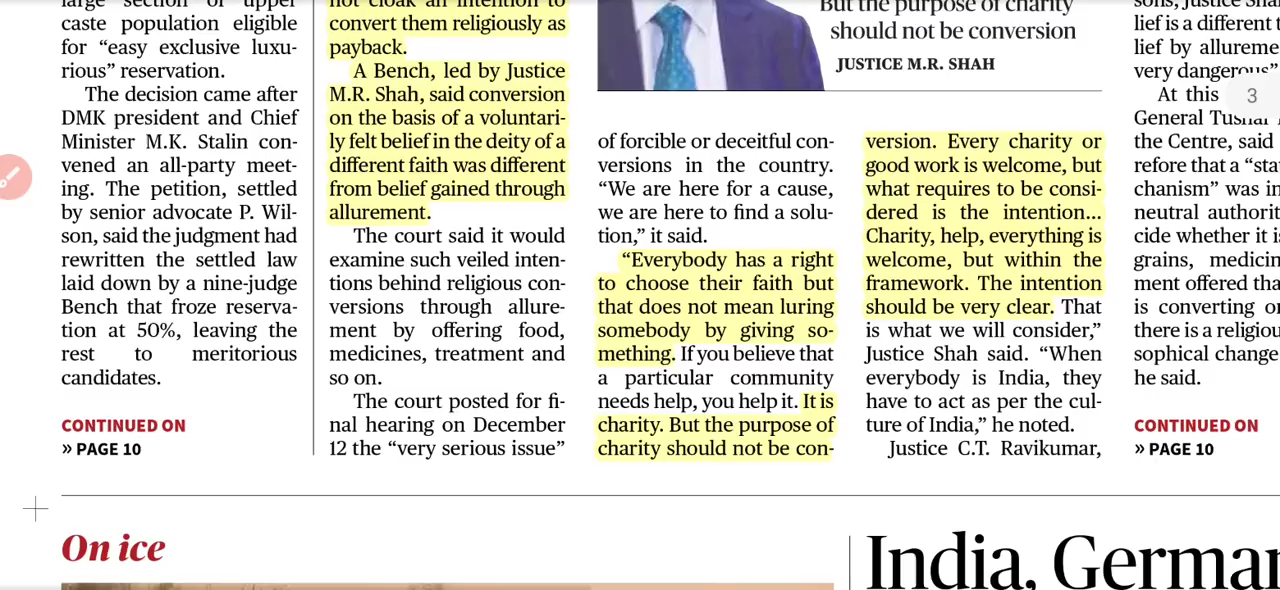 large section of upper
caste population eligible
for “easy exclusive luxu-
rious” reservation.
The decision came after
DMK president and Chief
Minister M.K. Stalin con-
vened an all-party meet-
ing. The petition, settled
by senior advocate P. Wil-
son, said the judgment had
rewritten the settled law
laid down by a nine-judge
Bench that froze reserva-
tion at 50%, leaving the
rest to meritorious
candidates.
CONTINUED ON
» PAGE 10
not cloak an intention to
convert them religiously as
payback.
A Bench, led by Justice
M.R. Shah, said conversion
on the basis of a voluntari-
ly felt belief in the deity of a
different faith was different
from belief gained through
allurement.
The court said it would
examine such veiled inten-
tions behind religious con-
versions through allure-
ment by offering food,
medicines, treatment and
so on.
The court posted for fi-
nal hearing on December
12 the “very serious issue”
But the purpose of charity
should not be conversion
JUSTICE M.R. SHAH
of forcible or deceitful con-
versions in the country.
“We are here for a cause,
we are here to find a solu-
tion,” it said.
“Everybody has a right
to choose their faith but
that does not mean luring
somebody by giving so-
mething. If you believe that
a particular community
needs help, you help it. It is
charity. But the purpose of
charity should not be con-
version. Every charity or
good work is welcome, but
what requires to be consi-
dered is the intention...
Charity, help, everything is
welcome, but within the
framework. The intention
should be very clear. That
is what we will consider,”
Justice Shah said. “When
everybody is India, they
have to act as per the cul-
ture of India,” he noted.
Justice C.T. Ravikumar,
sons, Justice
lief is a different
lief by allureme
very dangerous”
At this
General Tushar
the Centre, said
refore that a “sta
chanism” was in
neutral authorit
cide whether it is
grains, medicin
ment offered tha
is converting or
there is a religiou
sophical change
he said.
CONTINUED ON
» PAGE 10
3
On ice
India, German